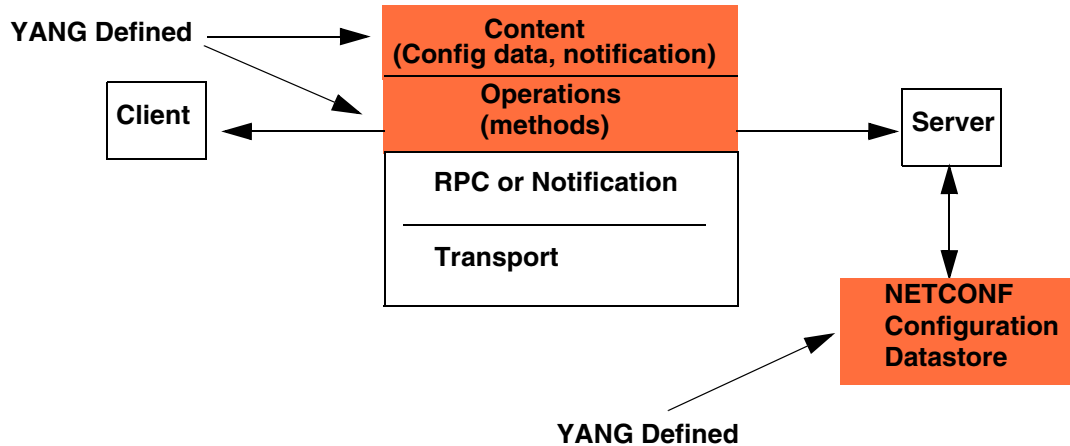 YANG Defined
Content
(Config data, notification)
Operations
(methods)
Client
Server
RPC or Notification
Transport
NETCONF
Configuration
Datastore
YANG Defined